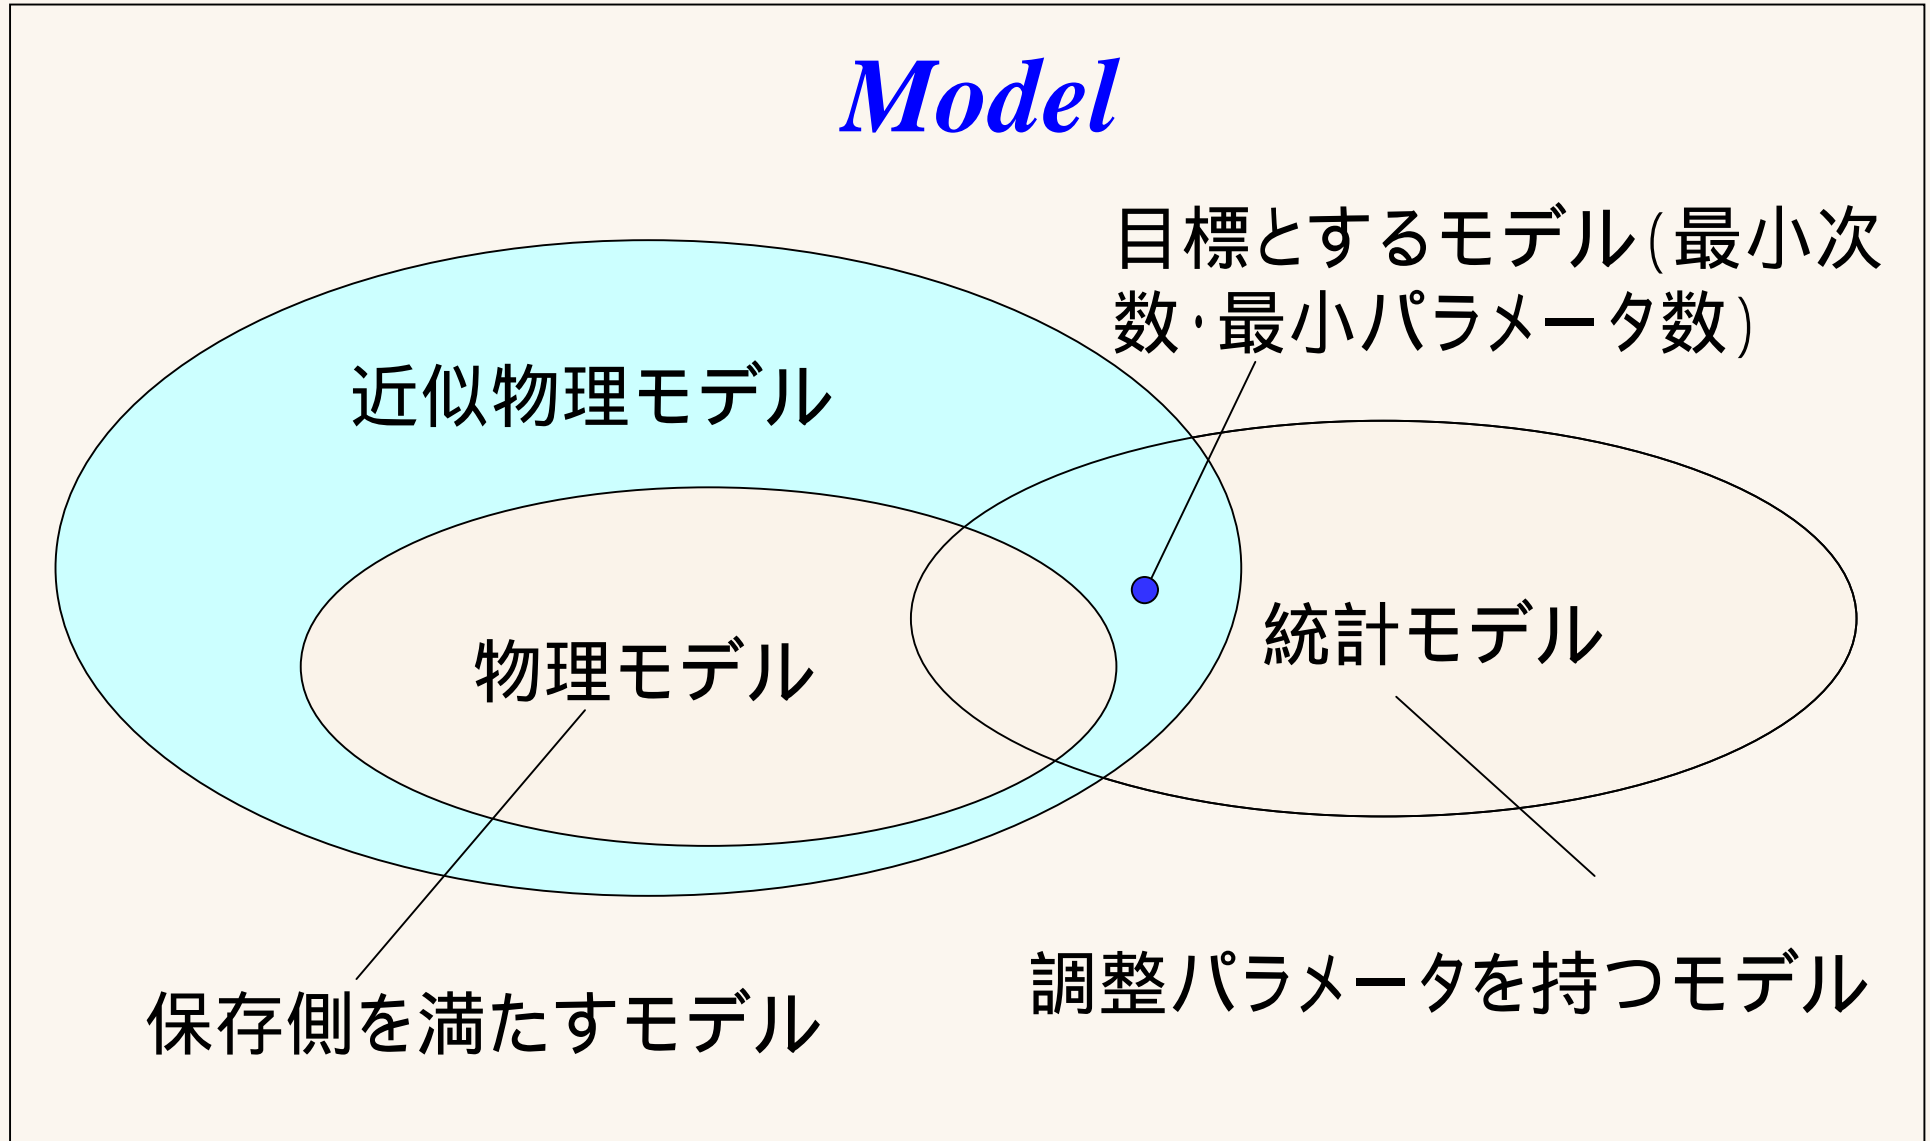 Model
目標とするモデル(最小次
数・最小パラメータ数)
近似物理モデル
統計モデル
物理モデル
調整パラメータを持つモデル
保存側を満たすモデル